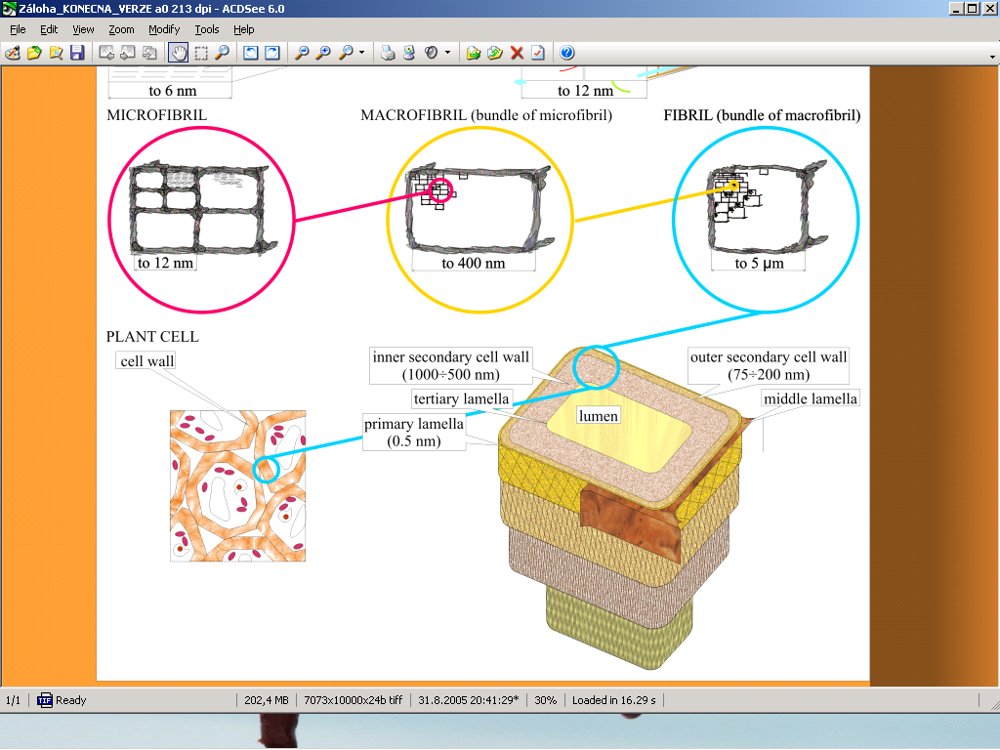 Záloha_KONECNA_VERZE a0 213 dpi - ACDSee 6.0
File Edit View Zoom Modify Tools Help
to 6 nm
to 12 nm
MICROFIBRIL
MACROFIBRIL (bundle of microfibril)
FIBRIL (bundle of macrofibril)
to 12 nm
to 400 nm
to 5 µm
PLANT CELL
cell wall
inner secondary cell wall
(1000÷500 nm)
outer secondary cell wall
(75÷200 nm)
tertiary lamella
middle lamella
lumen
primary lamella
(0.5 nm)
1/1 TIF Ready 202,4 MB 7073x10000x24b tiff 31.8.2005 20:41:29* 30% Loaded in 16.29 s